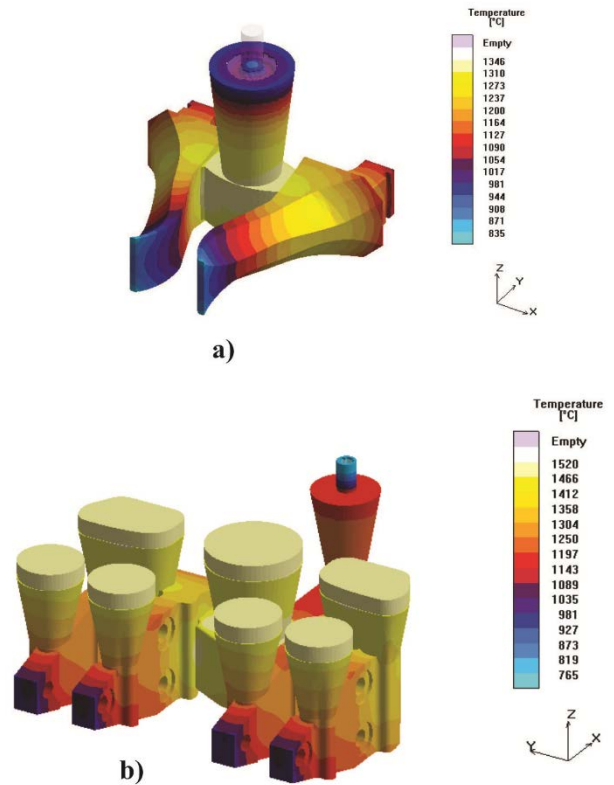 Temperature
[°C]
Empty
1346
1310
1273
1237
1200
1164
1127
1090
1054
1017
981
944
908
871
835
Z
Y
X
a)
Temperature
[°C]
Empty
1520
1466
1412
1358
1304
1250
1197
1143
1089
1035
981
927
873
819
765
Z
Y
X
b)